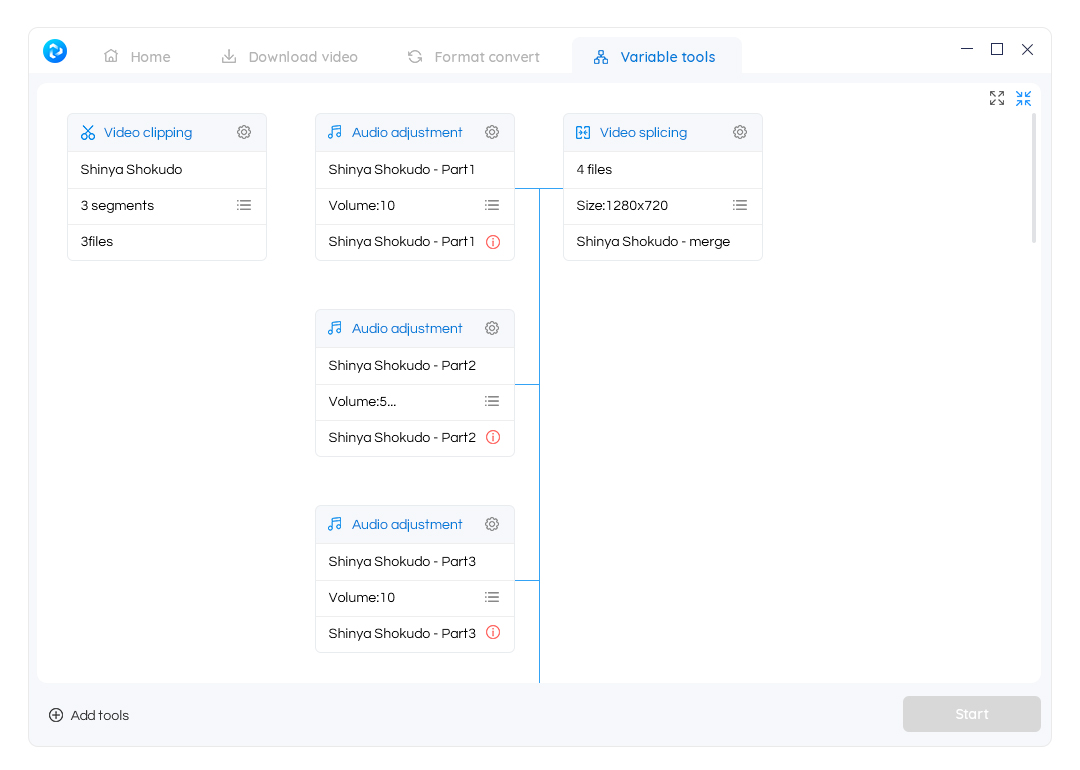 Home
Download video
Format convert
Variable tools
Video clipping
Shinya Shokudo
3 segments
3files
Audio adjustment
Shinya Shokudo - Part1
Volume:10
Shinya Shokudo - Part1
Video splicing
4 files
Size:1280x720
Shinya Shokudo - merge
Audio adjustment
Shinya Shokudo - Part2
Volume:5...
Shinya Shokudo - Part2
Audio adjustment
Shinya Shokudo - Part3
Volume:10
Shinya Shokudo - Part3
Add tools
Start